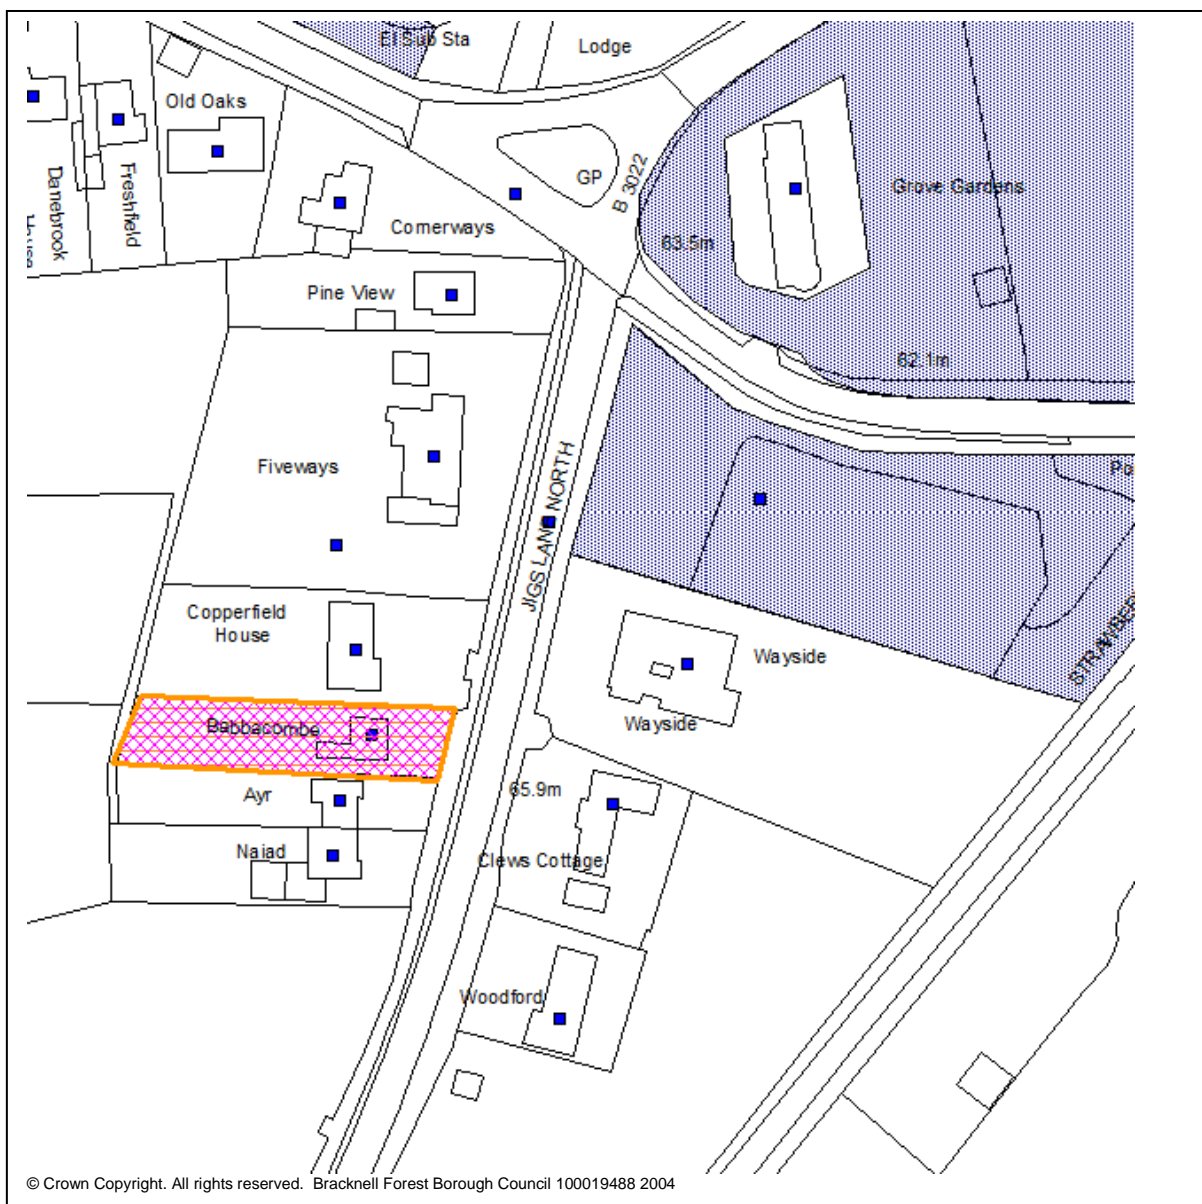 El Sub Sta
Lodge
Old Oaks
GP
B 3022
Grove Gardens
Freshfield
Danebrook
House
Cornerways
63.5m
Pine View
62.1m
Fiveways
JIGS LANE NORTH
Copperfield
House
Wayside
Wayside
Babbacombe
65.9m
Ayr
Naiad
Clews Cottage
Woodford
© Crown Copyright. All rights reserved. Bracknell Forest Borough Council 100019488 2004